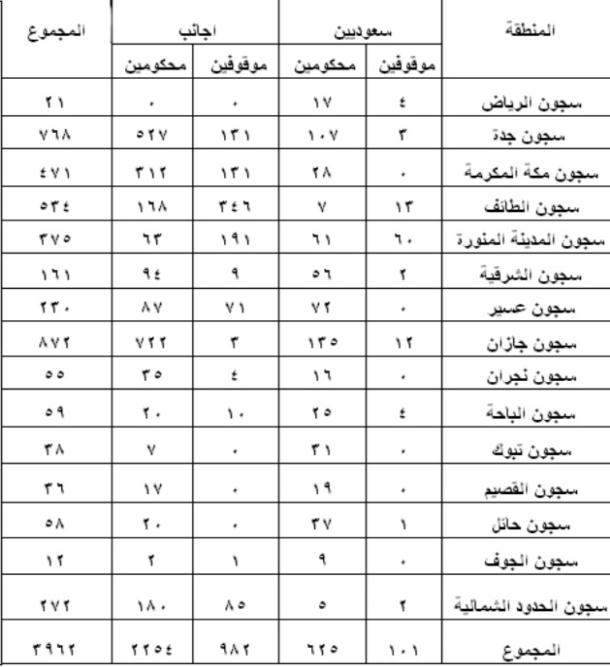 المنطقة سعوديين اجانب المجموع
موقوفين محكومين موقوفين محكومين
سجون الرياض ٤ ١٧ ٠ ٠ ٢١
سجون جدة ٣ ١٠٧ ١٣١ ٥٢٧ ٧٦٨
سجون مكة المكرمة ٠ ٢٨ ١٣١ ٣١٢ ٤٧١
سجون الطائف ١٣ ٧ ٣٤٦ ١٦٨ ٥٣٤
سجون المدينة المنورة ٦٠ ٦١ ١٩١ ٦٣ ٣٧٥
سجون الشرقية ٢ ٥٦ ٩ ٩٤ ١٦١
سجون عسير ٠ ٧٢ ٧١ ٨٧ ٢٣٠
سجون جازان ١٢ ١٣٥ ٣ ٧٢٢ ٨٧٢
سجون نجران ٠ ١٦ ٤ ٣٥ ٥٥
سجون الباحة ٤ ٢٥ ١٠ ٢٠ ٥٩
سجون تبوك ٠ ٣١ ٠ ٧ ٣٨
سجون القصيم ٠ ١٩ ٠ ١٧ ٣٦
سجون حائل ١ ٣٧ ٠ ٢٠ ٥٨
سجون الجوف ٠ ٩ ١ ٢ ١٢
سجون الحدود الشمالية ٢ ٥ ٨٥ ١٨٠ ٢٧٢
المجموع ١٠١ ٦٢٥ ٩٨٢ ٢٢٥٤ ٣٩٦٢